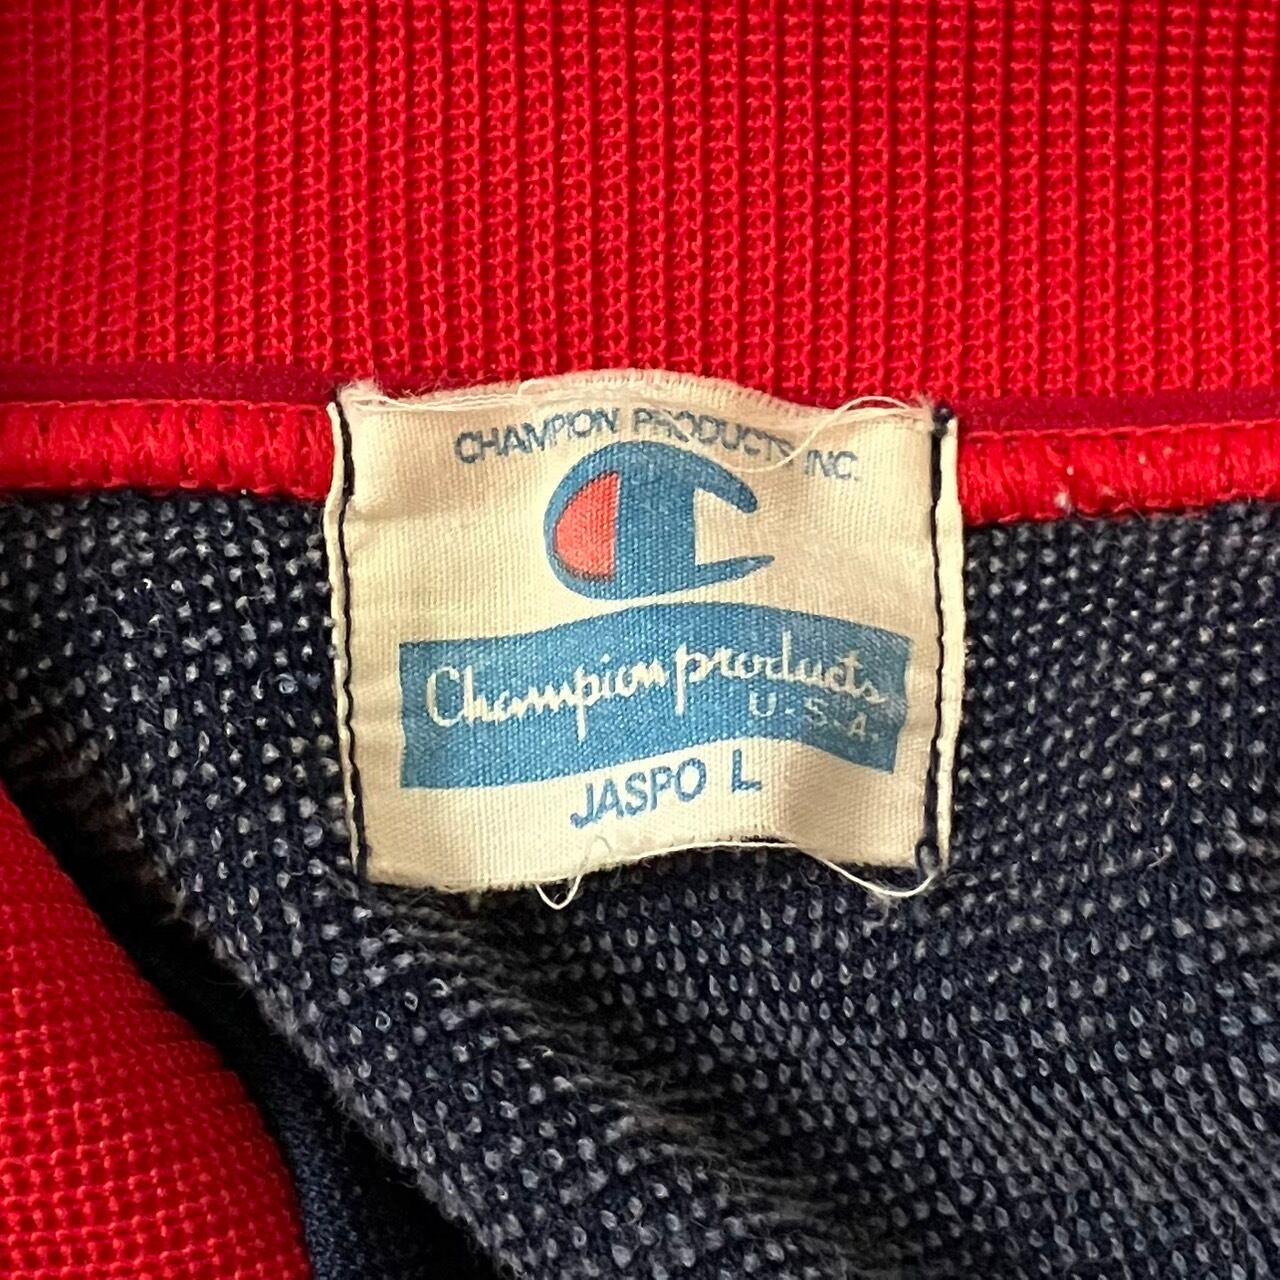 CHAMPION PRODUCTS INC.
Champion products
U.S.A.
JASPO L